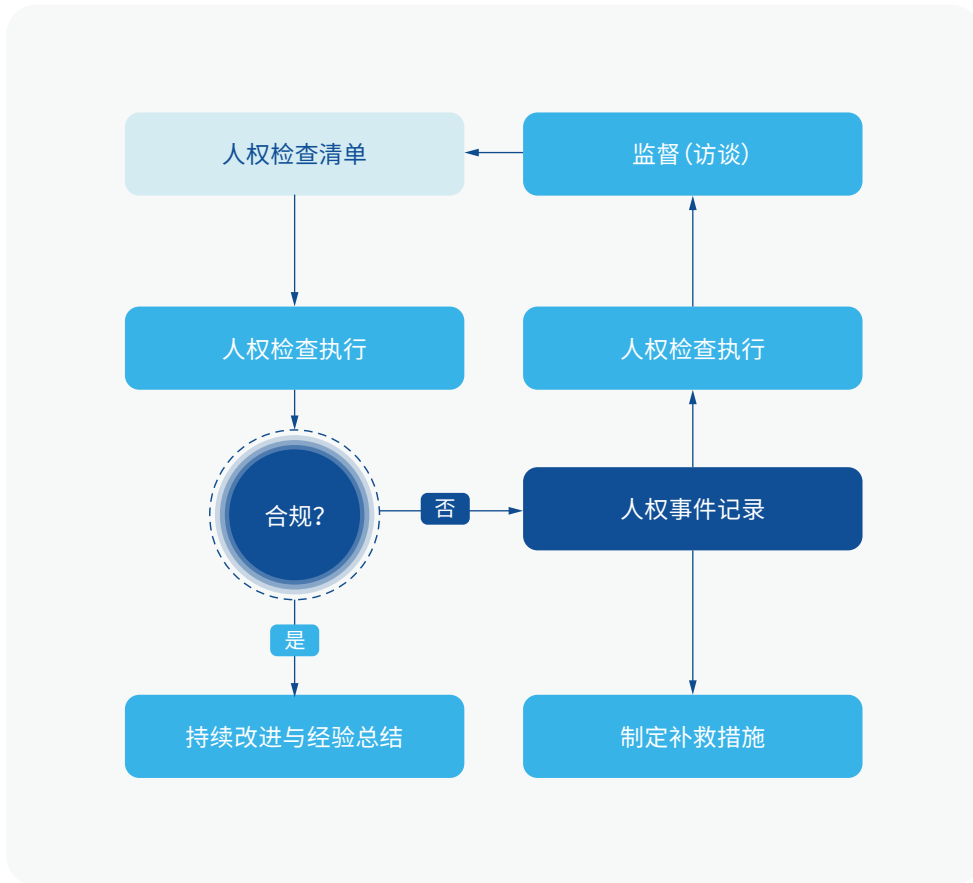 人权检查清单
监督（访谈）
人权检查执行
人权检查执行
合规？
否
人权事件记录
是
持续改进与经验总结
制定补救措施